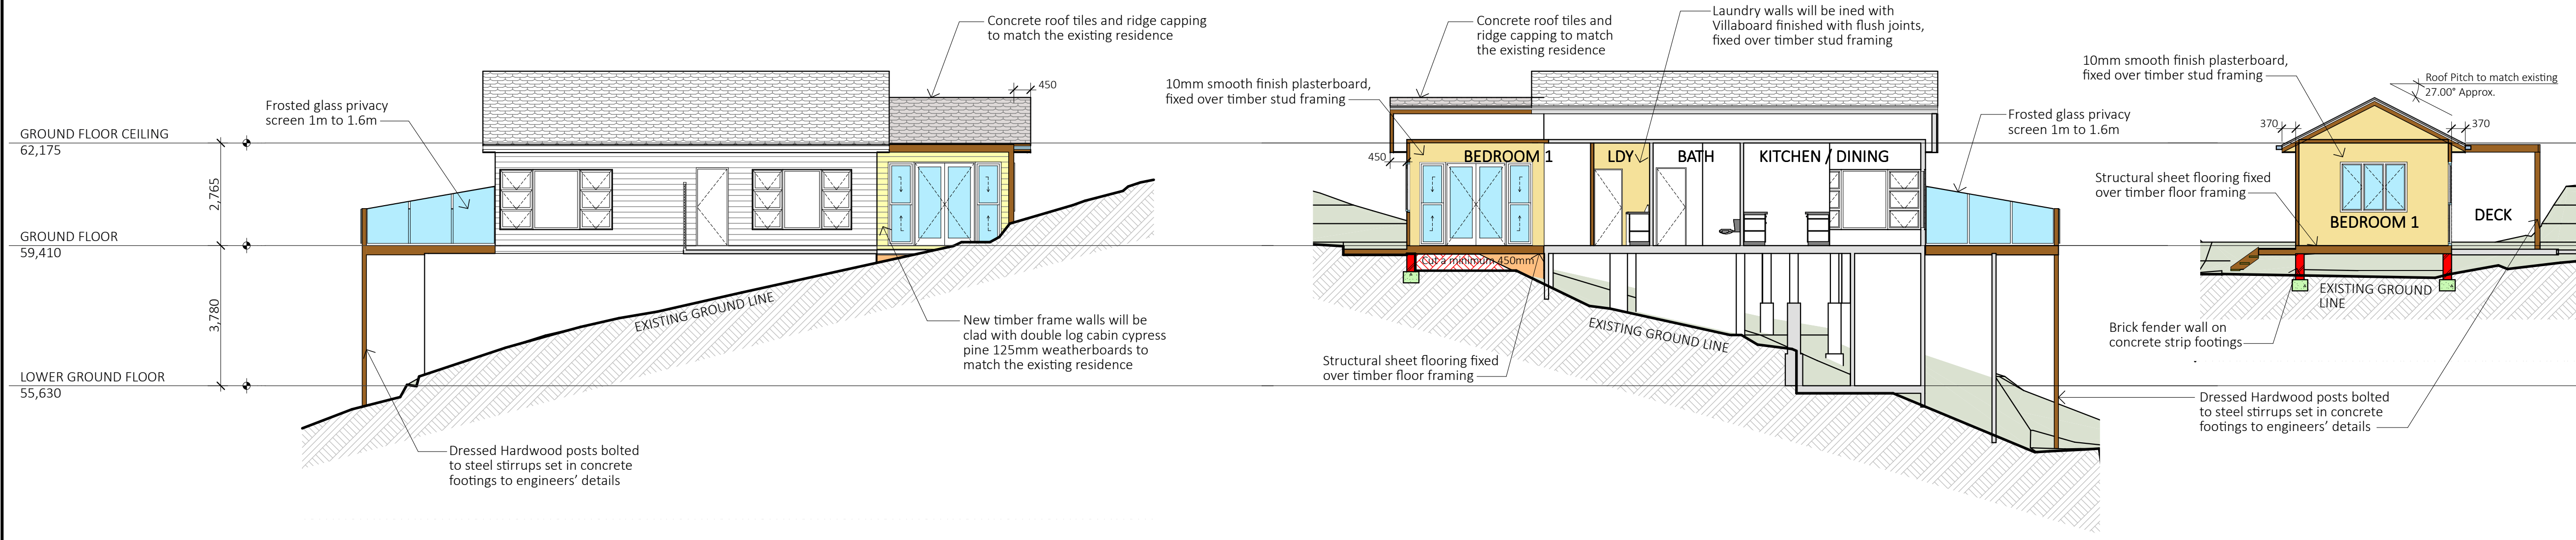 GROUND FLOOR CEILING
62,175
GROUND FLOOR
59,410
LOWER GROUND FLOOR
55,630
2,765
3,780
Frosted glass privacy
screen 1m to 1.6m
Concrete roof tiles and ridge capping
to match the existing residence
450
EXISTING GROUND LINE
New timber frame walls will be
clad with double log cabin cypress
pine 125mm weatherboards to
match the existing residence
Dressed Hardwood posts bolted
to steel stirrups set in concrete
footings to engineers' details
10mm smooth finish plasterboard,
fixed over timber stud framing
Concrete roof tiles and
ridge capping to match
the existing residence
Laundry walls will be ined with
Villaboard finished with flush joints,
fixed over timber stud framing
450
BEDROOM 1
LDY
BATH
KITCHEN / DINING
Cut a minimum 450mm
EXISTING GROUND LINE
Structural sheet flooring fixed
over timber floor framing
Frosted glass privacy
screen 1m to 1.6m
10mm smooth finish plasterboard,
fixed over timber stud framing
Roof Pitch to match existing
27.00° Approx.
370
370
Structural sheet flooring fixed
over timber floor framing
BEDROOM 1
DECK
EXISTING GROUND
LINE
Brick fender wall on
concrete strip footings
Dressed Hardwood posts bolted
to steel stirrups set in concrete
footings to engineers' details